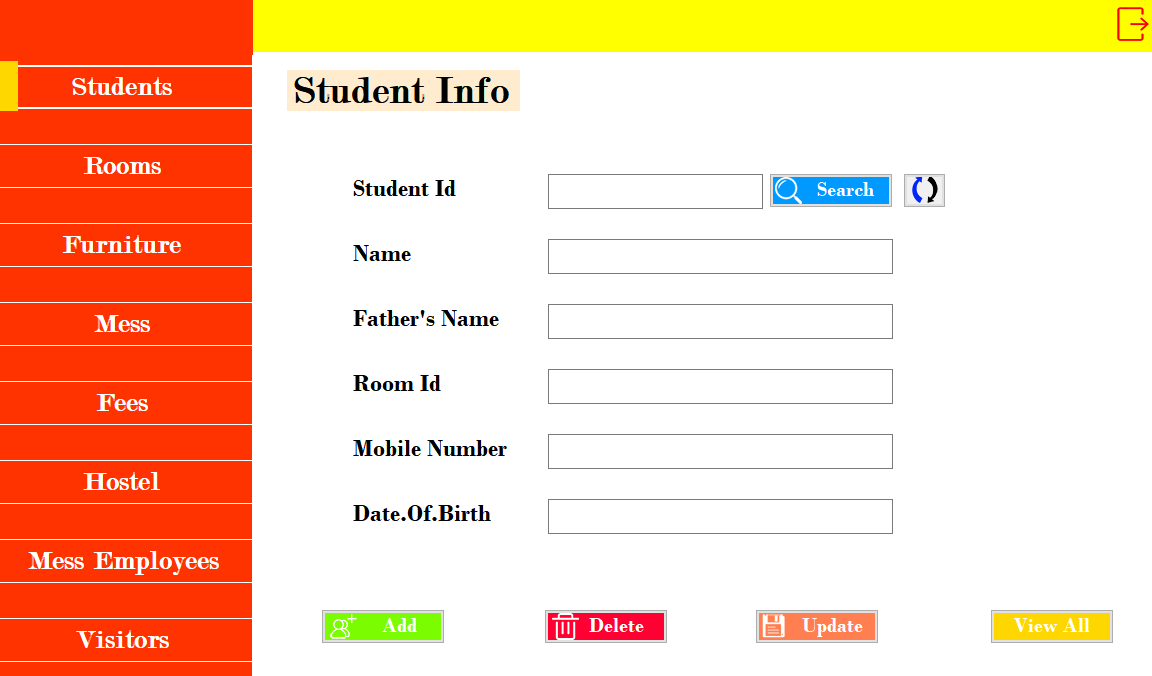 Students
Rooms
Furniture
Mess
Fees
Hostel
Mess Employees
Visitors
Student Info
Student Id
Search
Name
Father's Name
Room Id
Mobile Number
Date.Of.Birth
Add
Delete
Update
View All